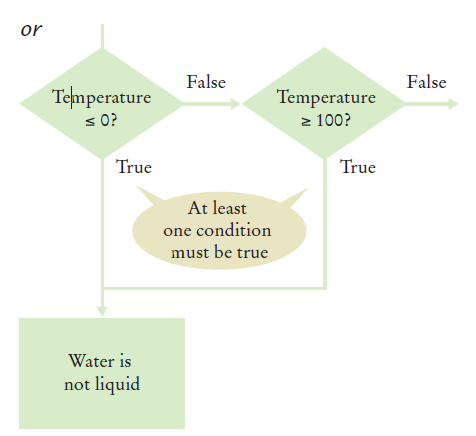 or
False
False
Temperature
≤ 0?
Temperature
≥ 100?
True
True
At least
one condition
must be true
Water is
not liquid